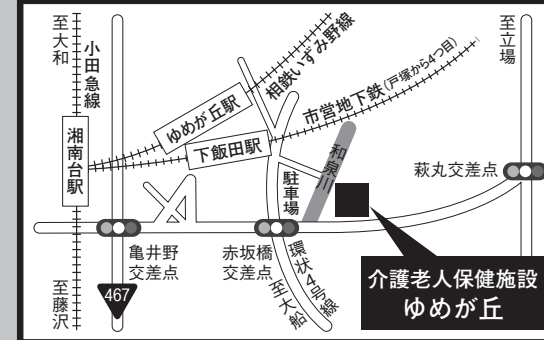 至大和
小田急線
湘南台駅
至藤沢
467
ゆめが丘駅
相鉄いずみ野線
下飯田駅
市営地下鉄(戸塚から4つ目)
至立場
和泉川
駐車場
萩丸交差点
亀井野
交差点
赤坂橋
交差点
環状4号線
至大船
介護老人保健施設
ゆめが丘